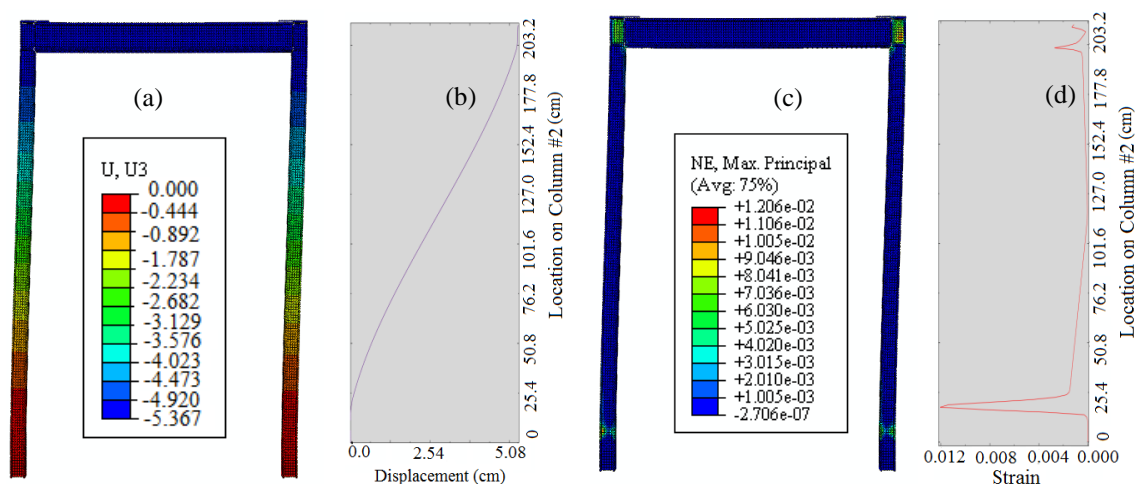 (a)
U, U3
0.000
-0.444
-0.892
-1.787
-2.234
-2.682
-3.129
-3.576
-4.023
-4.473
-4.920
-5.367
(b)
203.2
177.8
152.4
127.0
101.6
76.2
50.8
25.4
0
Location on Column #2 (cm)
0.0 2.54 5.08
Displacement (cm)
(c)
NE, Max. Principal
(Avg: 75%)
+1.206e-02
+1.106e-02
+1.005e-02
+9.046e-03
+8.041e-03
+7.036e-03
+6.030e-03
+5.025e-03
+4.020e-03
+3.015e-03
+2.010e-03
+1.005e-03
-2.706e-07
(d)
203.2
177.8
152.4
127.0
101.6
76.2
50.8
25.4
0
Location on Column #2 (cm)
0.012 0.008 0.004 0.000
Strain